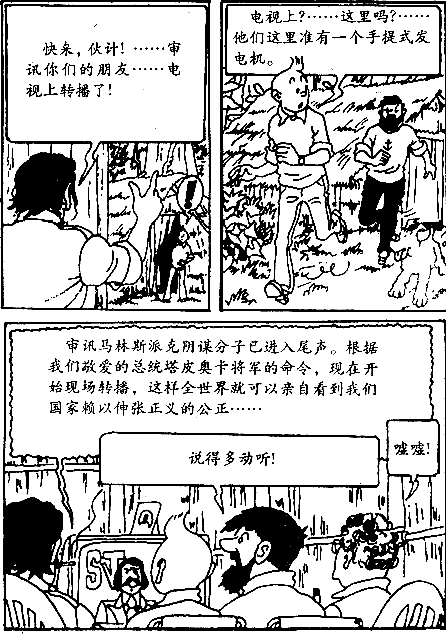 快来，伙计！……审
讯你们的朋友……电
视上转播了！
电视上？……这里吗？……
他们这里准有一个手提式发
电机。
！
审讯马林斯派克阴谋分子已进入尾声。根据
我们敬爱的总统塔皮奥卡将军的命令，现在开
始现场转播，这样全世界就可以亲自看到我们
国家赖以伸张正义的公正……
说得多动听！
嘘嘘！